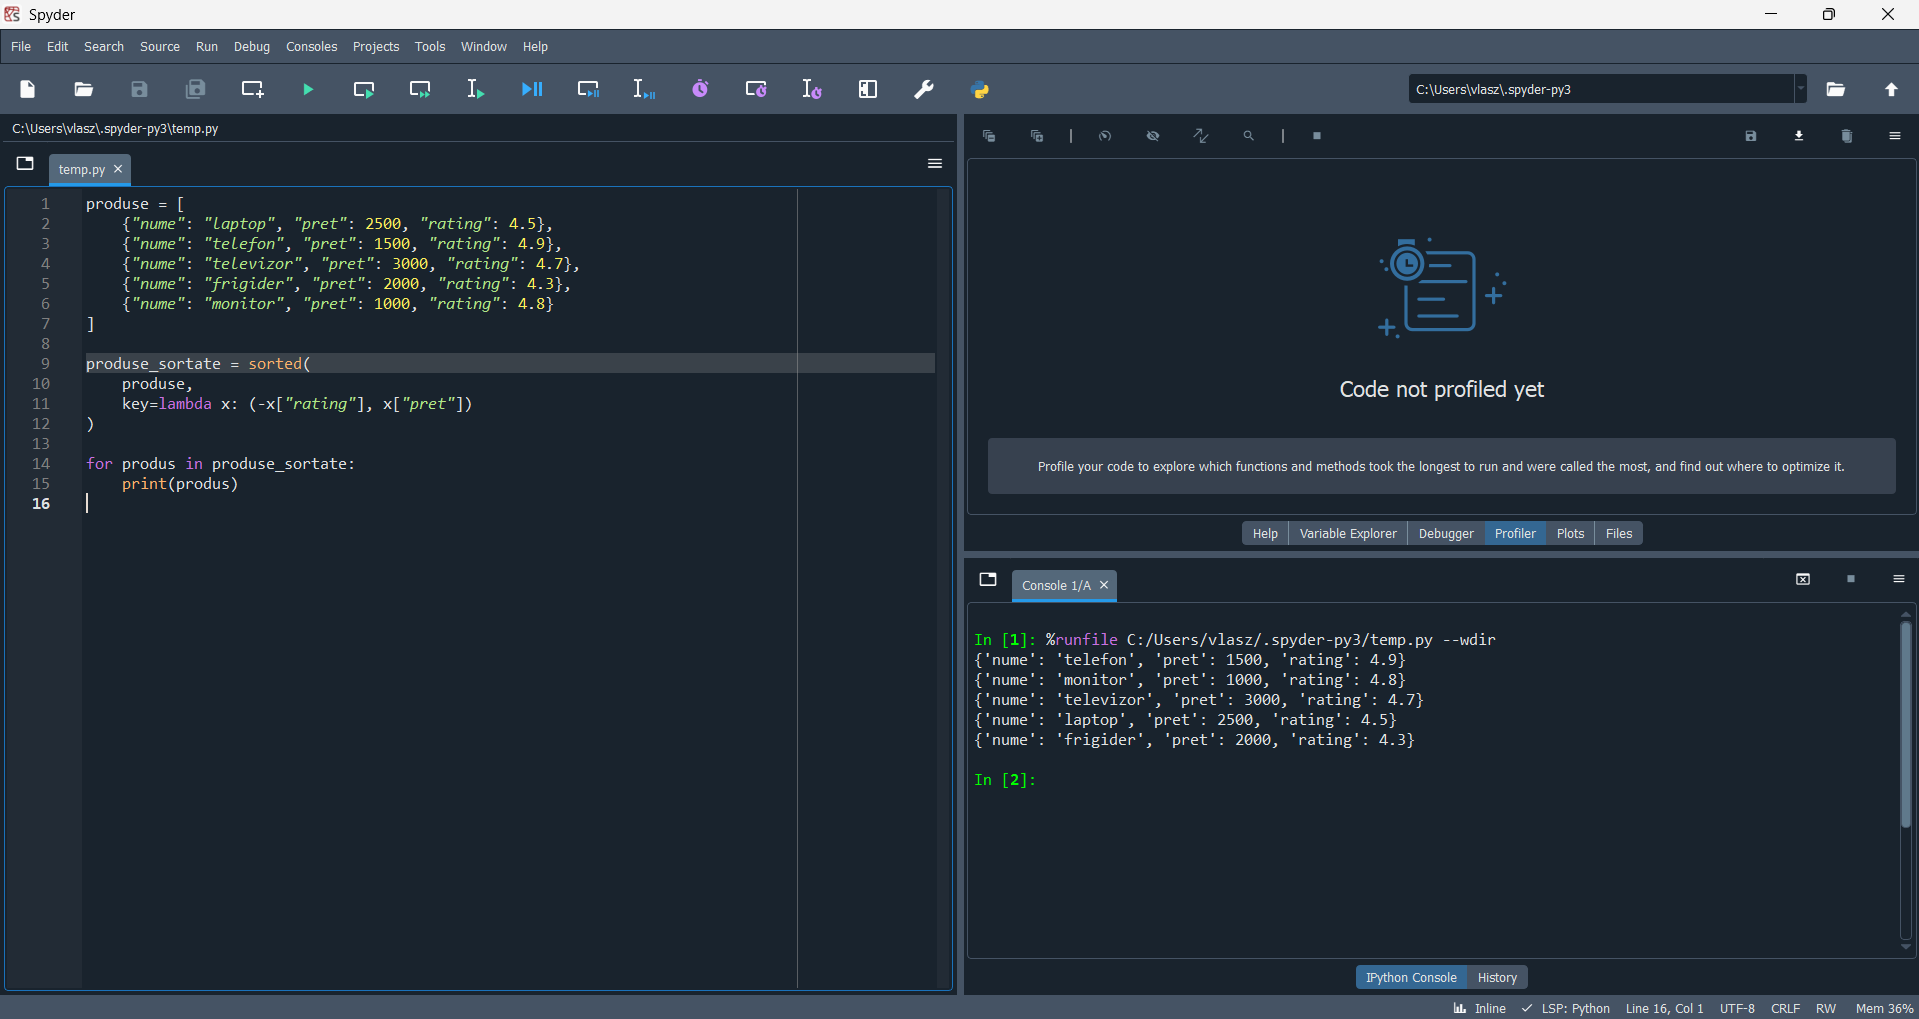 Spyder
File Edit Search Source Run Debug Consoles Projects Tools Window Help
C:\Users\vlasz\.spyder-py3
C:\Users\vlasz\.spyder-py3\temp.py
temp.py
1 produse = [
2     {"nume": "laptop", "pret": 2500, "rating": 4.5},
3     {"nume": "telefon", "pret": 1500, "rating": 4.9},
4     {"nume": "televizor", "pret": 3000, "rating": 4.7},
5     {"nume": "frigider", "pret": 2000, "rating": 4.3},
6     {"nume": "monitor", "pret": 1000, "rating": 4.8}
7 ]
8
9 produse_sortate = sorted(
10     produse,
11     key=lambda x: (-x["rating"], x["pret"])
12 )
13
14 for produs in produse_sortate:
15     print(produs)
16
Code not profiled yet
Profile your code to explore which functions and methods took the longest to run and were called the most, and find out where to optimize it.
Help Variable Explorer Debugger Profiler Plots Files
Console 1/A
In [1]: %runfile C:/Users/vlasz/.spyder-py3/temp.py --wdir
{'nume': 'telefon', 'pret': 1500, 'rating': 4.9}
{'nume': 'monitor', 'pret': 1000, 'rating': 4.8}
{'nume': 'televizor', 'pret': 3000, 'rating': 4.7}
{'nume': 'laptop', 'pret': 2500, 'rating': 4.5}
{'nume': 'frigider', 'pret': 2000, 'rating': 4.3}
In [2]:
IPython Console History
Inline LSP: Python Line 16, Col 1 UTF-8 CRLF RW Mem 36%